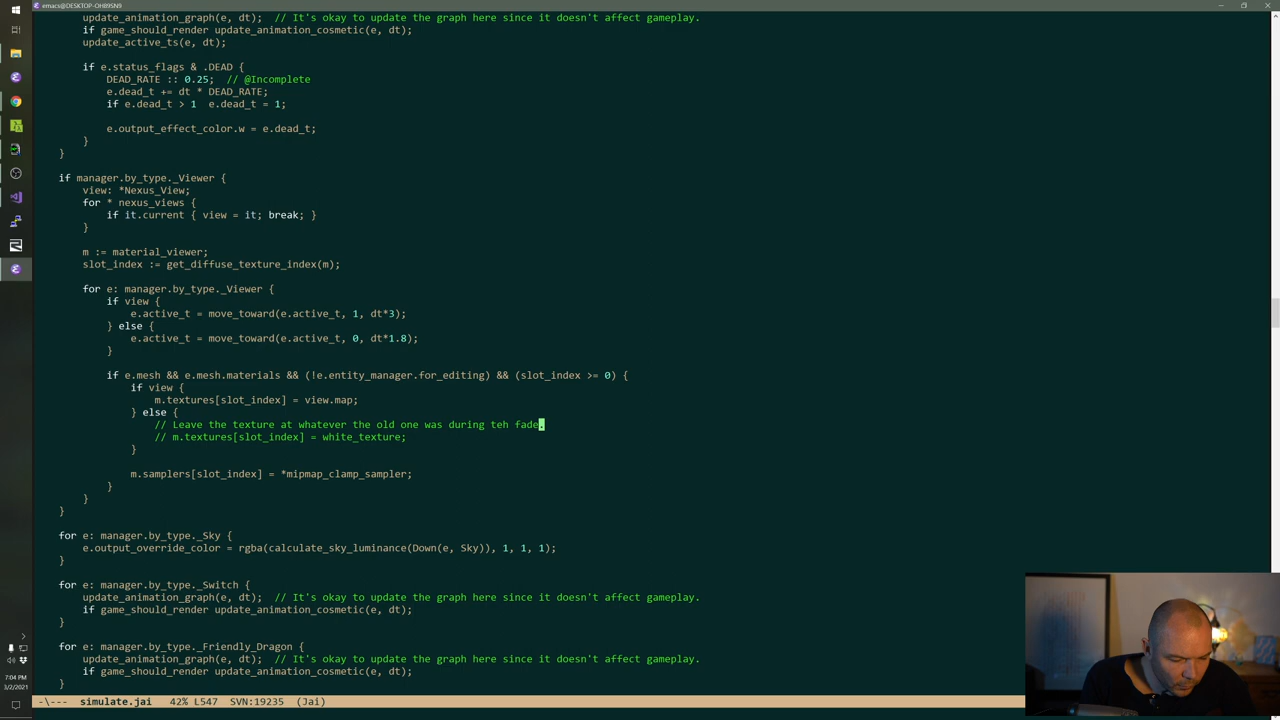 emacs@DESKTOP-OH89SN9
update_animation_graph(e, dt);  // It's okay to update the graph here since it doesn't affect gameplay.
if game_should_render update_animation_cosmetic(e, dt);
update_active_ts(e, dt);
if e.status_flags & .DEAD {
DEAD_RATE :: 0.25;  // @Incomplete
e.dead_t += dt * DEAD_RATE;
if e.dead_t > 1  e.dead_t = 1;
e.output_effect_color.w = e.dead_t;
}
}
if manager.by_type._Viewer {
view: *Nexus_View;
for * nexus_views {
if it.current { view = it; break; }
}
m := material_viewer;
slot_index := get_diffuse_texture_index(m);
for e: manager.by_type._Viewer {
if view {
e.active_t = move_toward(e.active_t, 1, dt*3);
} else {
e.active_t = move_toward(e.active_t, 0, dt*1.8);
}
if e.mesh && e.mesh.materials && (!e.entity_manager.for_editing) && (slot_index >= 0) {
if view {
m.textures[slot_index] = view.map;
} else {
// Leave the texture at whatever the old one was during teh fade.
// m.textures[slot_index] = white_texture;
}
m.samplers[slot_index] = *mipmap_clamp_sampler;
}
}
}
for e: manager.by_type._Sky {
e.output_override_color = rgba(calculate_sky_luminance(Down(e, Sky)), 1, 1, 1);
}
for e: manager.by_type._Switch {
update_animation_graph(e, dt);  // It's okay to update the graph here since it doesn't affect gameplay.
if game_should_render update_animation_cosmetic(e, dt);
}
for e: manager.by_type._Friendly_Dragon {
update_animation_graph(e, dt);  // It's okay to update the graph here since it doesn't affect gameplay.
if game_should_render update_animation_cosmetic(e, dt);
}
7:04 PM
3/2/2021
-\---  simulate.jai   42% L547  SVN:19235  (Jai)